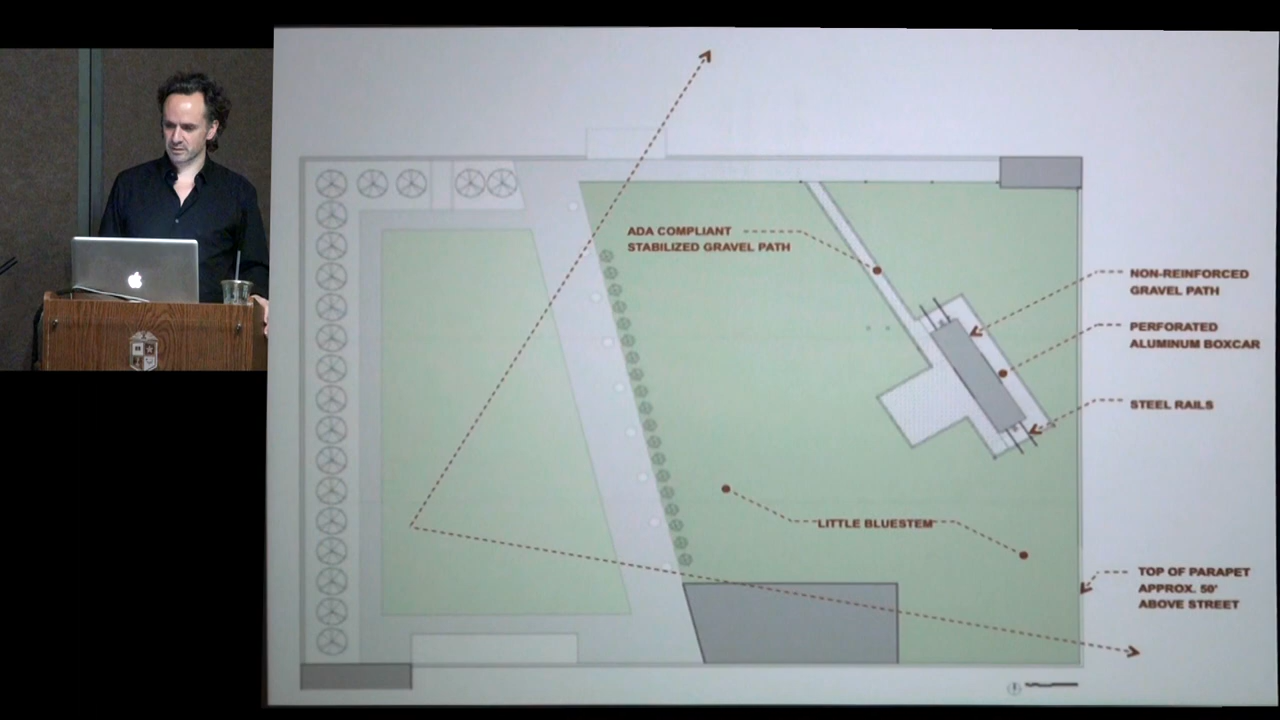 ADA COMPLIANT
STABILIZED GRAVEL PATH
NON-REINFORCED
GRAVEL PATH
PERFORATED
ALUMINUM BOXCAR
STEEL RAILS
LITTLE BLUESTEM
TOP OF PARAPET
APPROX. 50'
ABOVE STREET